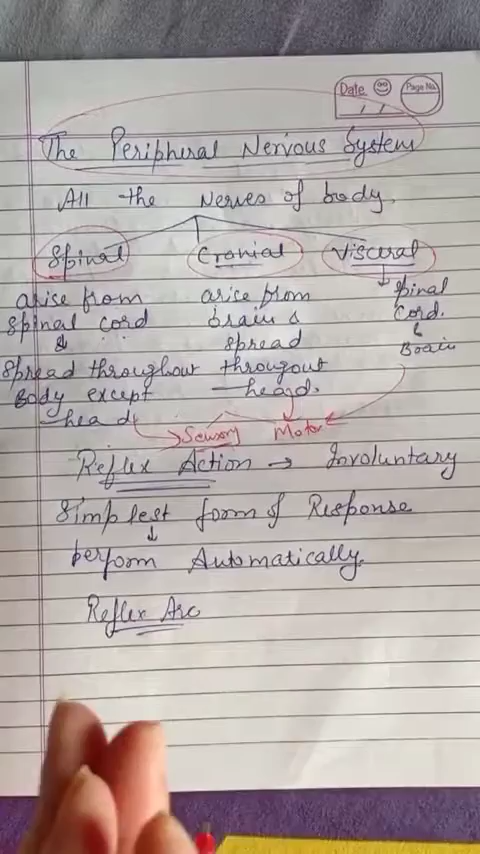 Date Page No.
The Peripheral Nervous System
All the Nerves of body.
Spinal Cranial Visceral
arise from arise from spinal
spinal cord brain & cord.
& spread &
Spread throughout througout Brain
Body except head.
head
Sensory Motor
Reflex Action → Involuntary
Simplest form of Response
↓
perform Automatically.
Reflex Arc